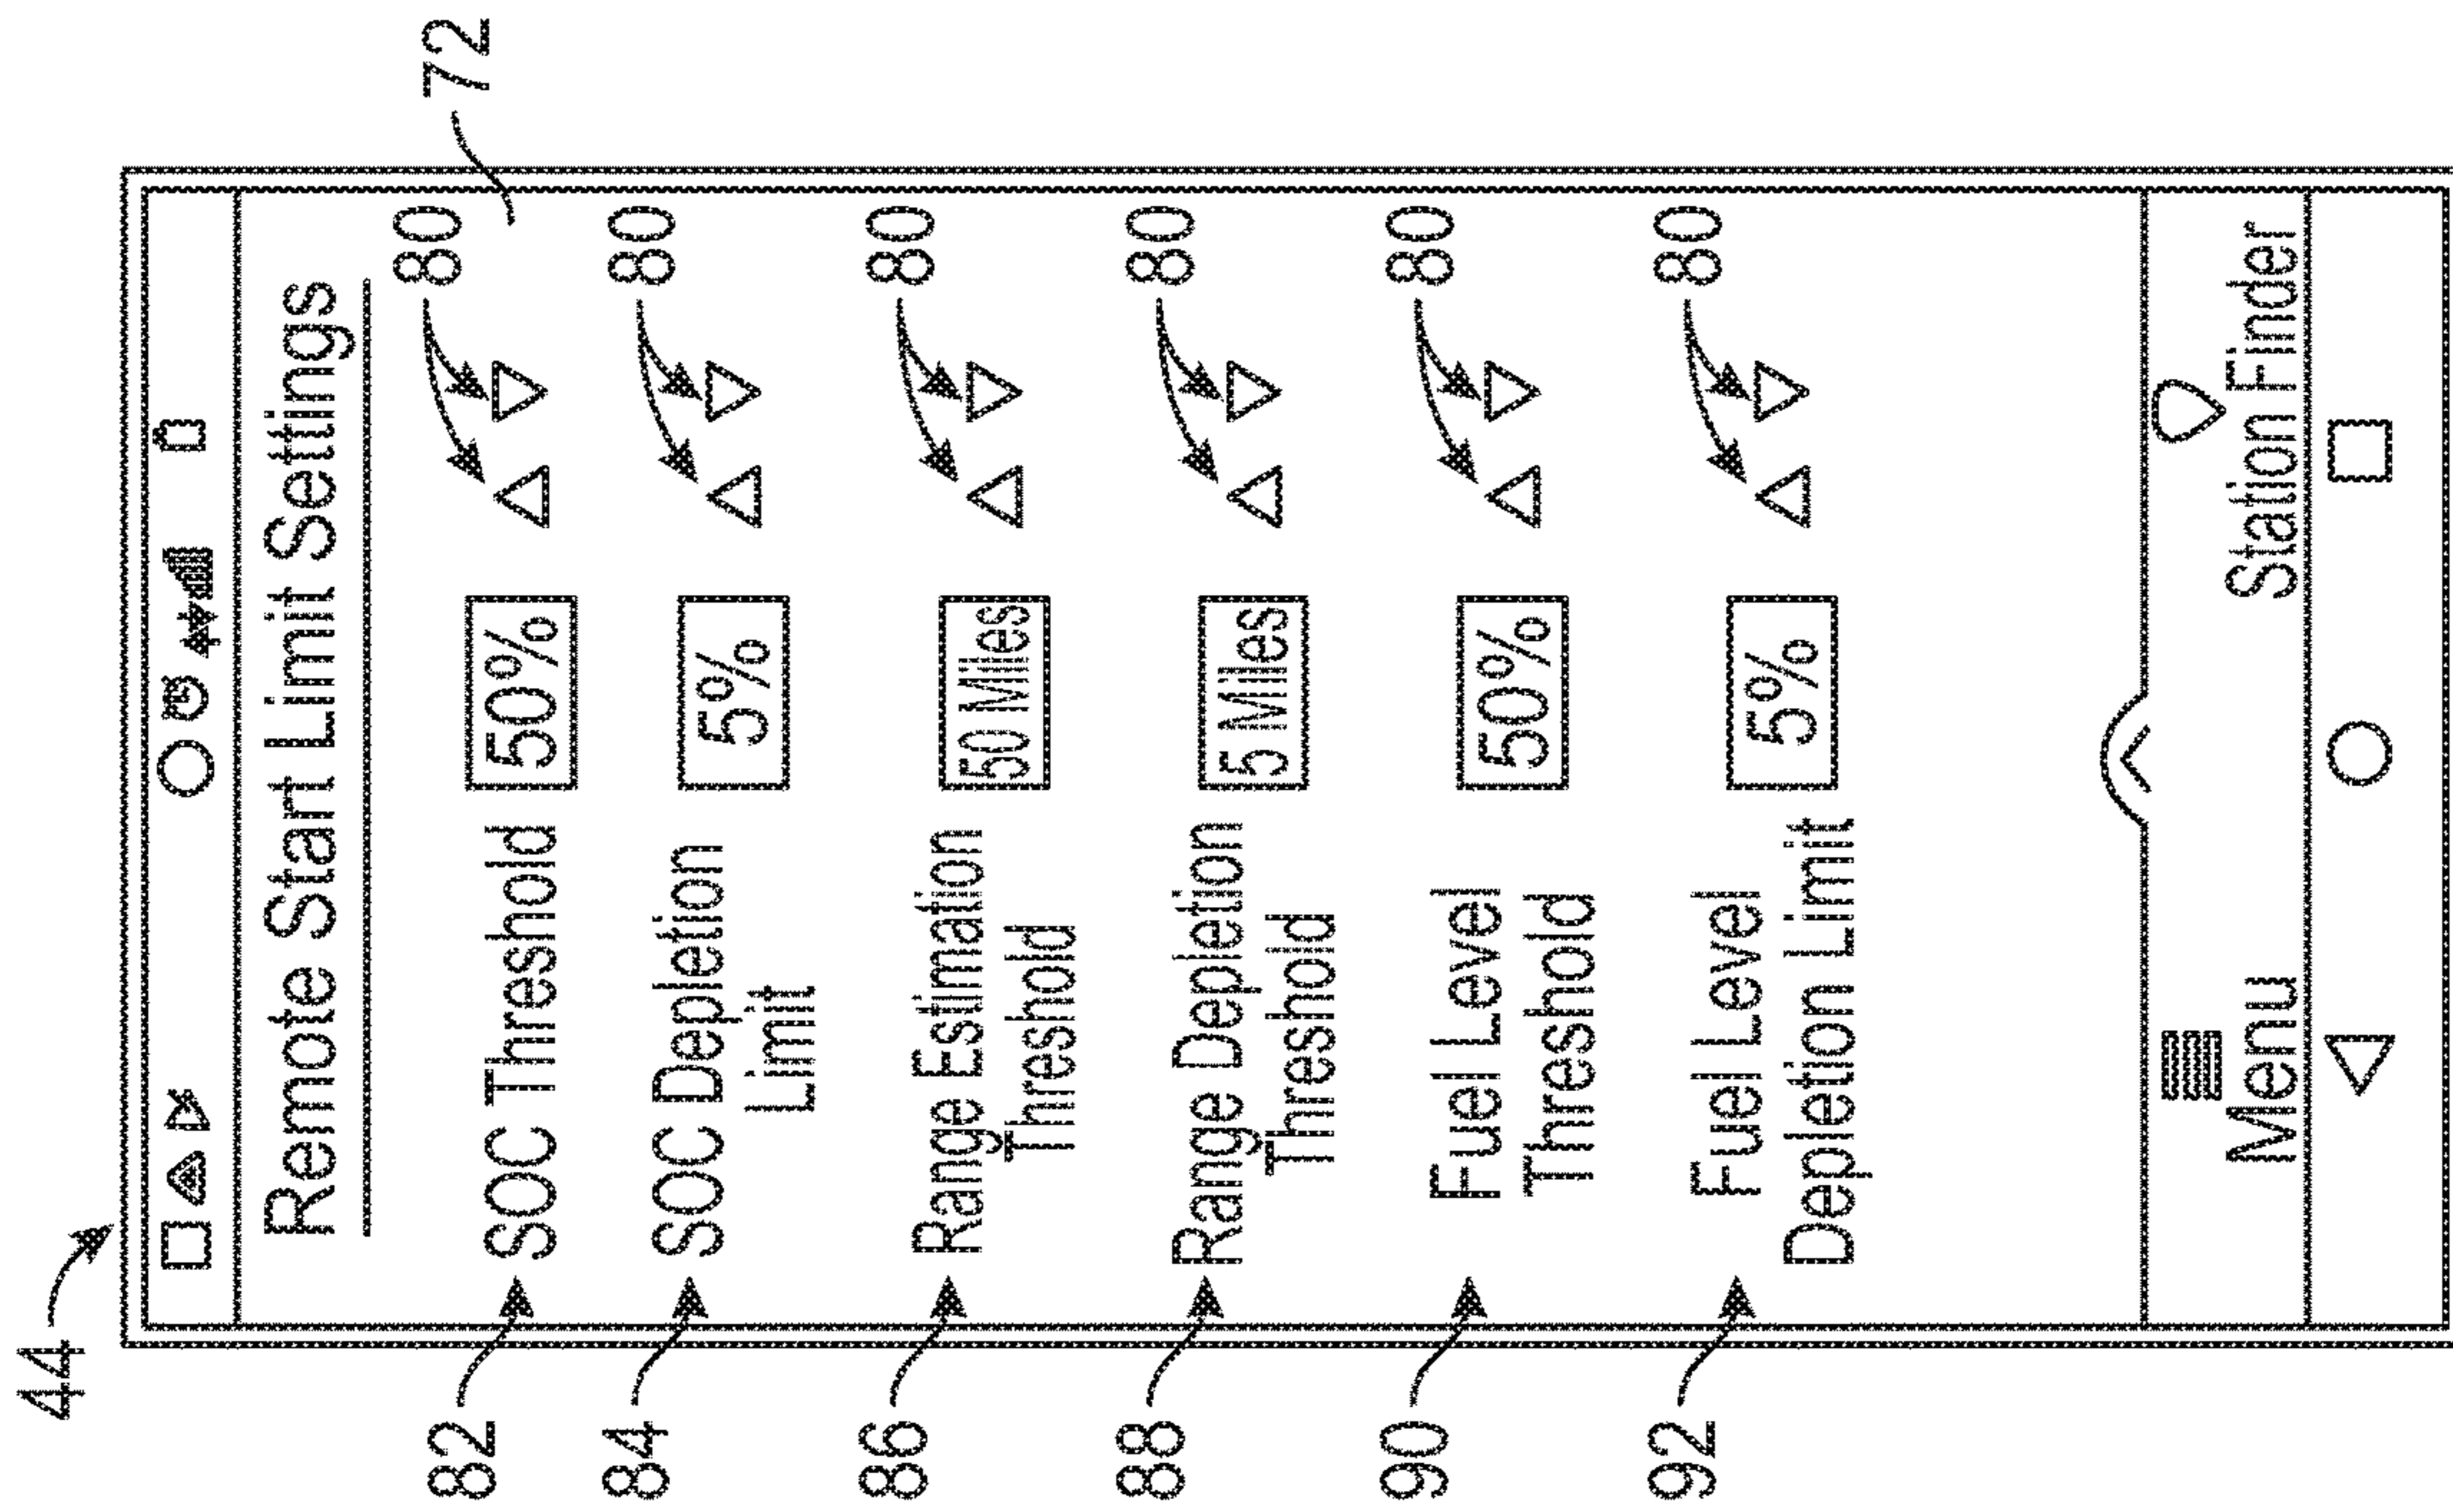 44
Remote Start Limit Settings
72
80
82
SOC Threshold
50%
80
84
SOC Depletion
Limit
5%
80
86
Range Estimation
Threshold
50 Miles
80
88
Range Depletion
Threshold
5 Miles
80
90
Fuel Level
Threshold
50%
80
92
Fuel Level
Depletion Limit
5%
Menu
Station Finder